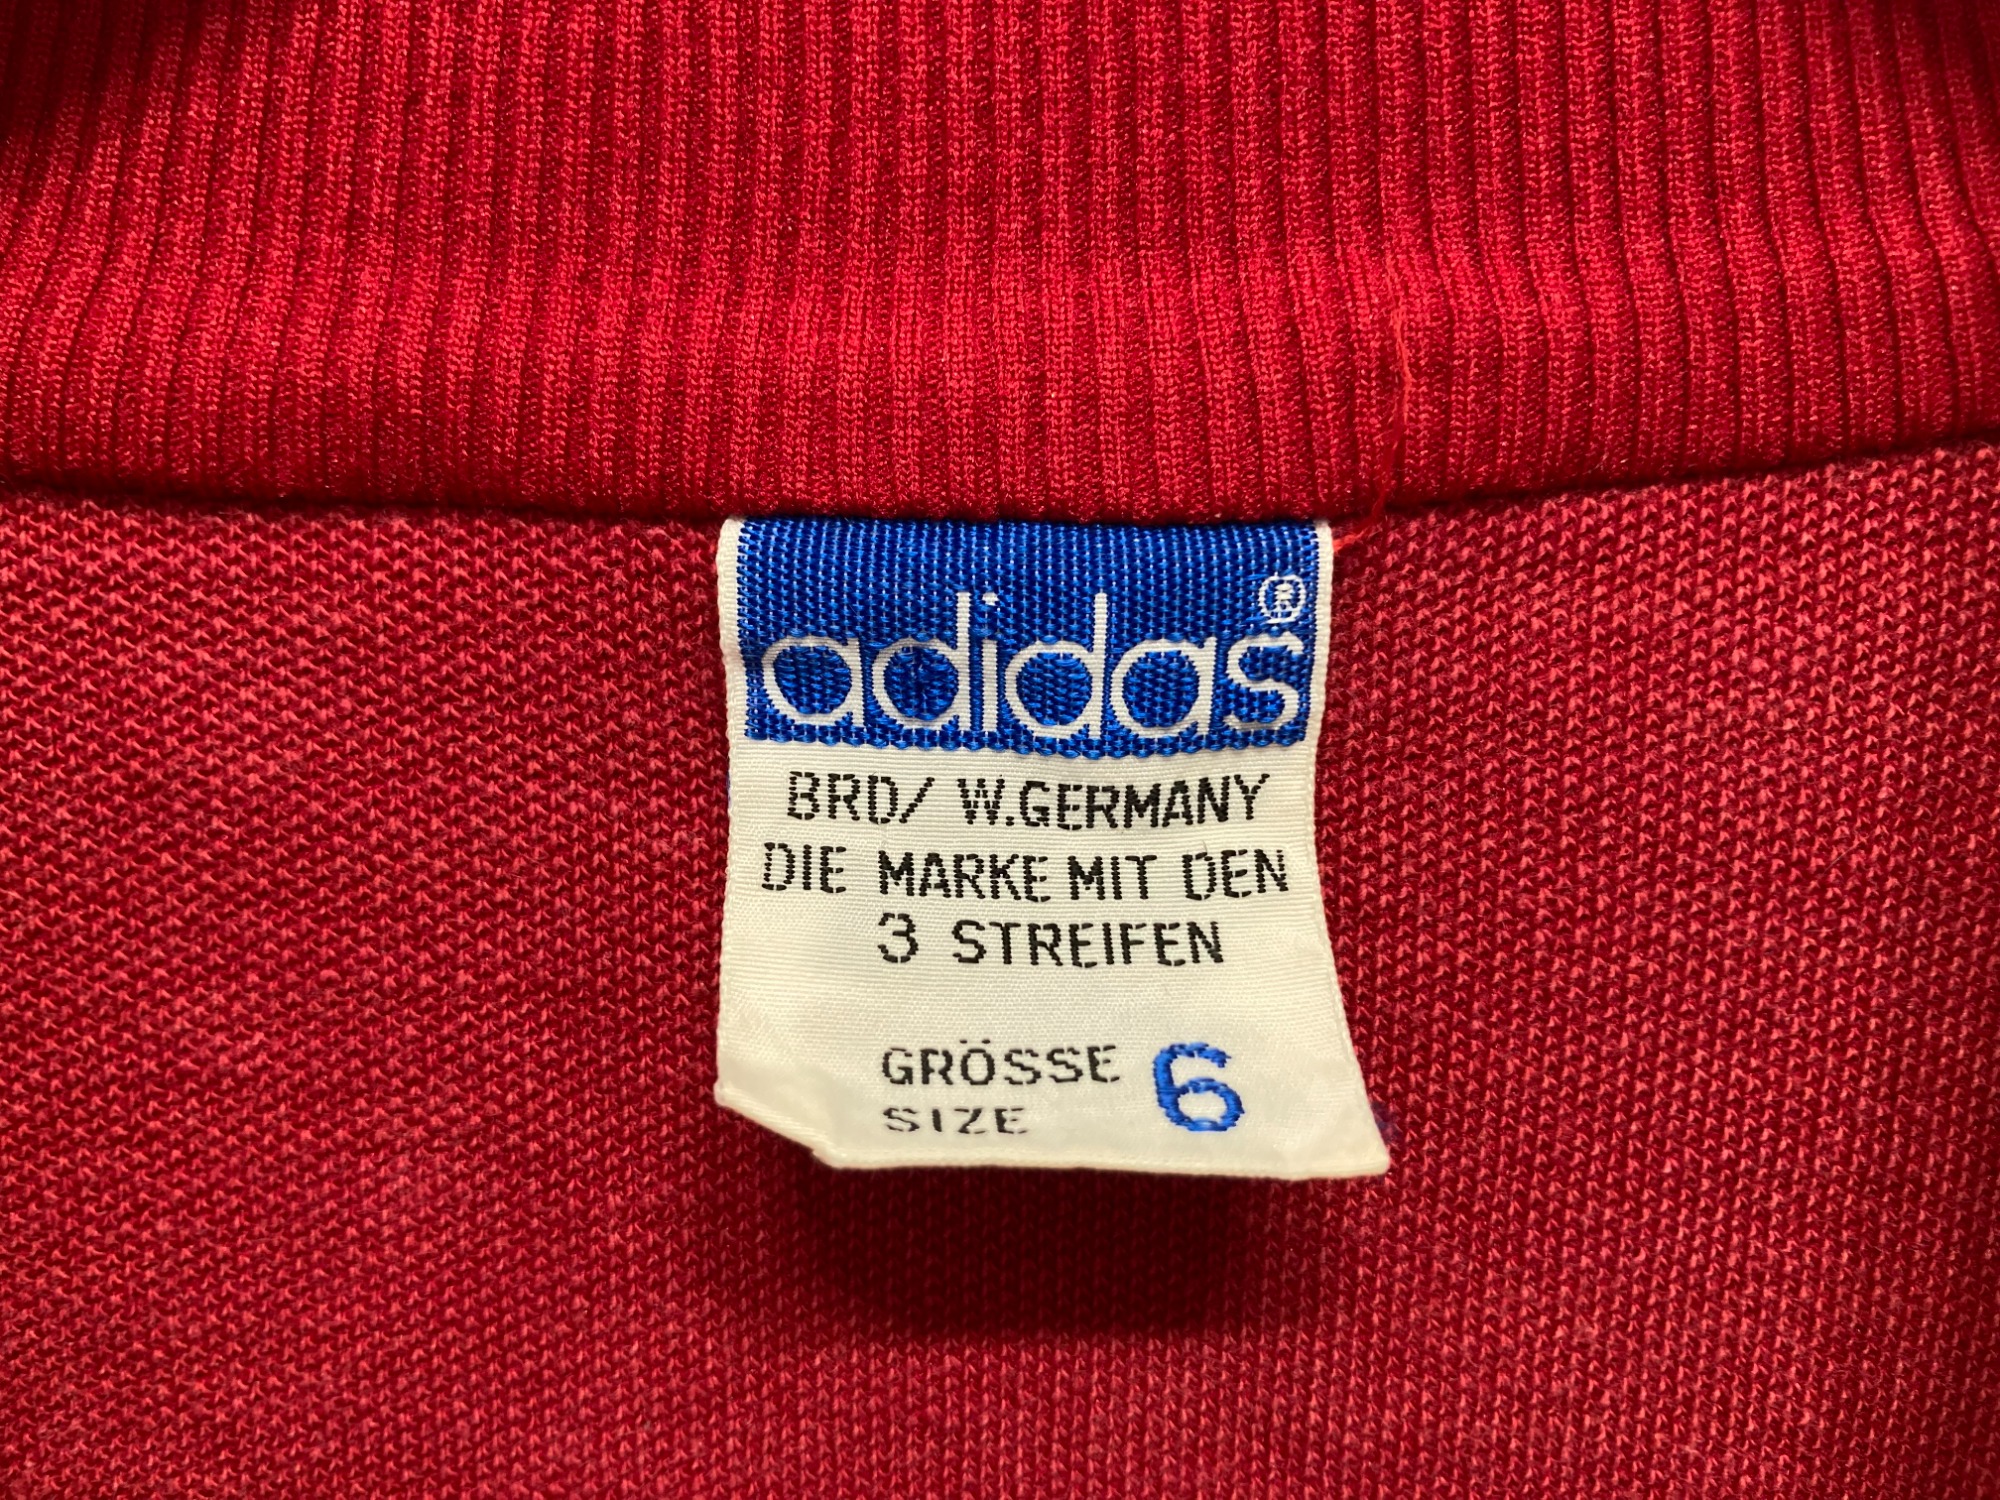 adidas®
BRD/ W.GERMANY
DIE MARKE MIT DEN
3 STREIFEN
GRÖSSE 6
SIZE